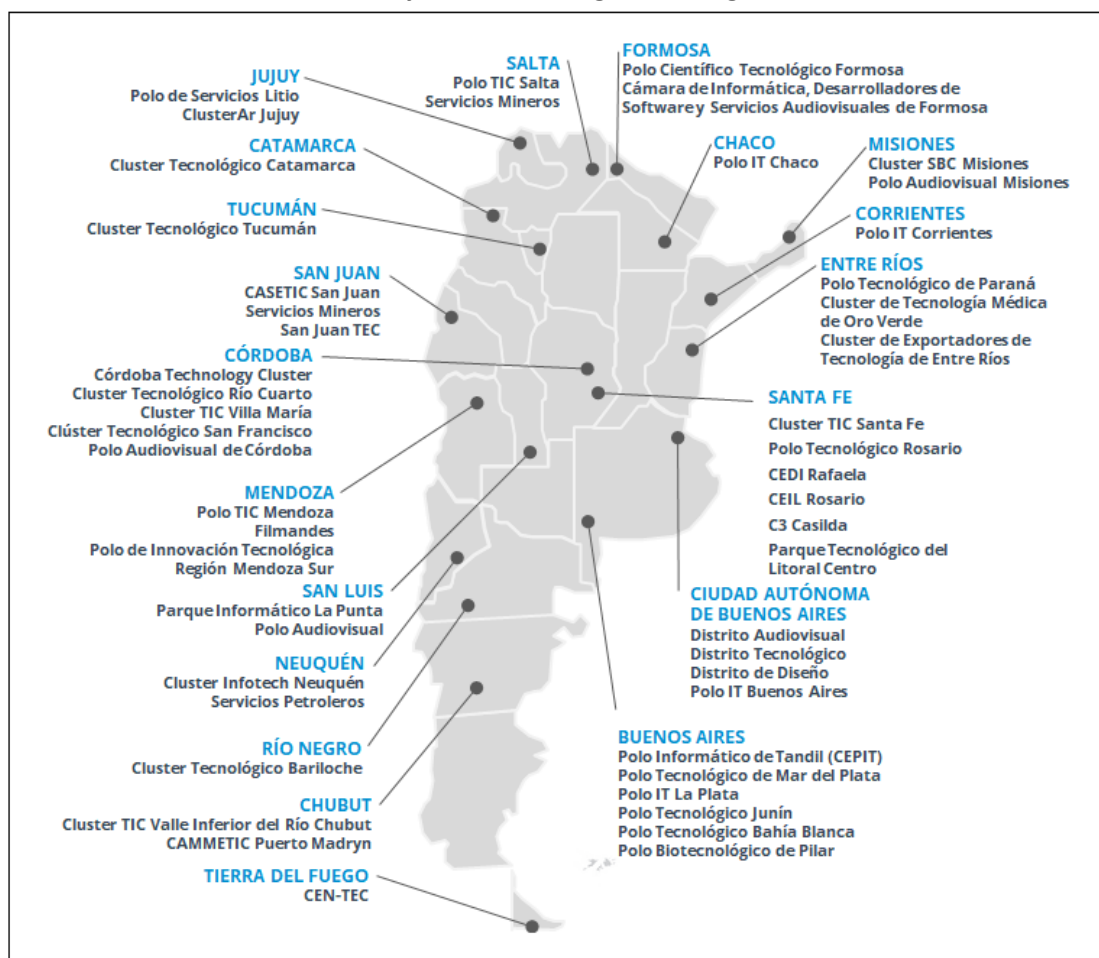 JUJUY
Polo de Servicios Litio
ClusterAr Jujuy
SALTA
Polo TIC Salta
Servicios Mineros
FORMOSA
Polo Científico Tecnológico Formosa
Cámara de Informática, Desarrolladores de
Software y Servicios Audiovisuales de Formosa
CATAMARCA
Cluster Tecnológico Catamarca
CHACO
Polo IT Chaco
MISIONES
Cluster SBC Misiones
Polo Audiovisual Misiones
TUCUMÁN
Cluster Tecnológico Tucumán
CORRIENTES
Polo IT Corrientes
SAN JUAN
CASETIC San Juan
Servicios Mineros
San Juan TEC
ENTRE RÍOS
Polo Tecnológico de Paraná
Cluster de Tecnología Médica
de Oro Verde
Cluster de Exportadores de
Tecnología de Entre Ríos
CÓRDOBA
Córdoba Technology Cluster
Cluster Tecnológico Río Cuarto
Cluster TIC Villa María
Clúster Tecnológico San Francisco
Polo Audiovisual de Córdoba
SANTA FE
Cluster TIC Santa Fe
Polo Tecnológico Rosario
CEDI Rafaela
CEIL Rosario
C3 Casilda
Parque Tecnológico del
Litoral Centro
MENDOZA
Polo TIC Mendoza
Filmandes
Polo de Innovación Tecnológica
Región Mendoza Sur
SAN LUIS
Parque Informático La Punta
Polo Audiovisual
CIUDAD AUTÓNOMA
DE BUENOS AIRES
Distrito Audiovisual
Distrito Tecnológico
Distrito de Diseño
Polo IT Buenos Aires
NEUQUÉN
Cluster Infotech Neuquén
Servicios Petroleros
RÍO NEGRO
Cluster Tecnológico Bariloche
BUENOS AIRES
Polo Informático de Tandil (CEPIT)
Polo Tecnológico de Mar del Plata
Polo IT La Plata
Polo Tecnológico Junín
Polo Tecnológico Bahía Blanca
Polo Biotecnológico de Pilar
CHUBUT
Cluster TIC Valle Inferior del Río Chubut
CAMMETIC Puerto Madryn
TIERRA DEL FUEGO
CEN-TEC